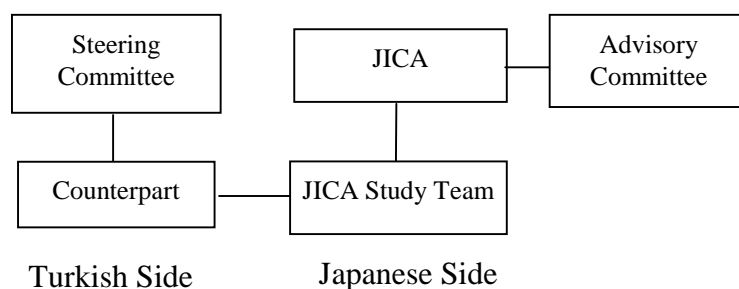 Steering
Committee
JICA
Advisory
Committee
Counterpart
JICA Study Team
Turkish Side
Japanese Side